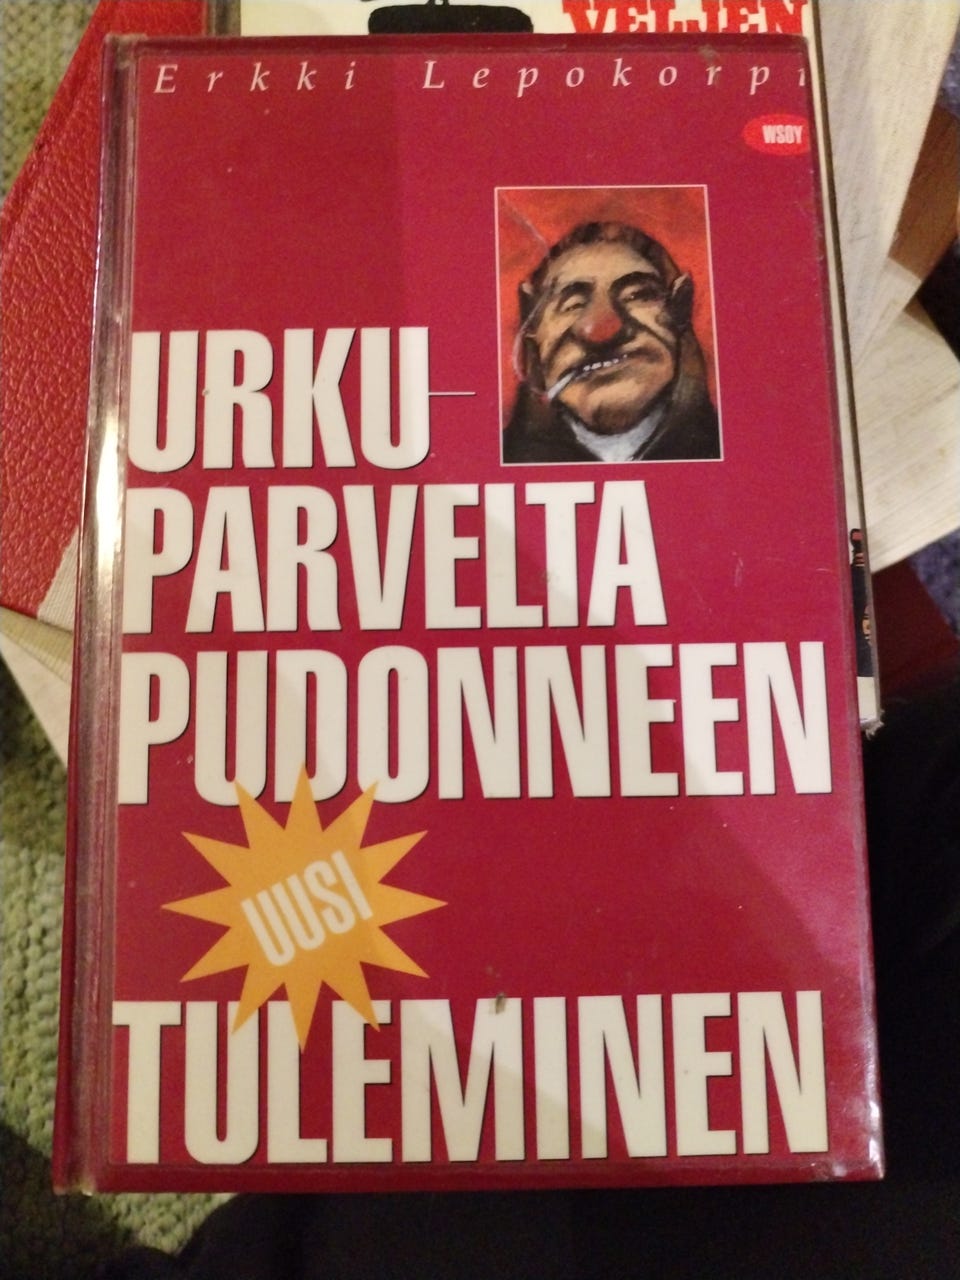 VELJEN
Erkki Lepokorpi
WSOY
URKU-
PARVELTA
PUDONNEEN
UUSI
TULEMINEN